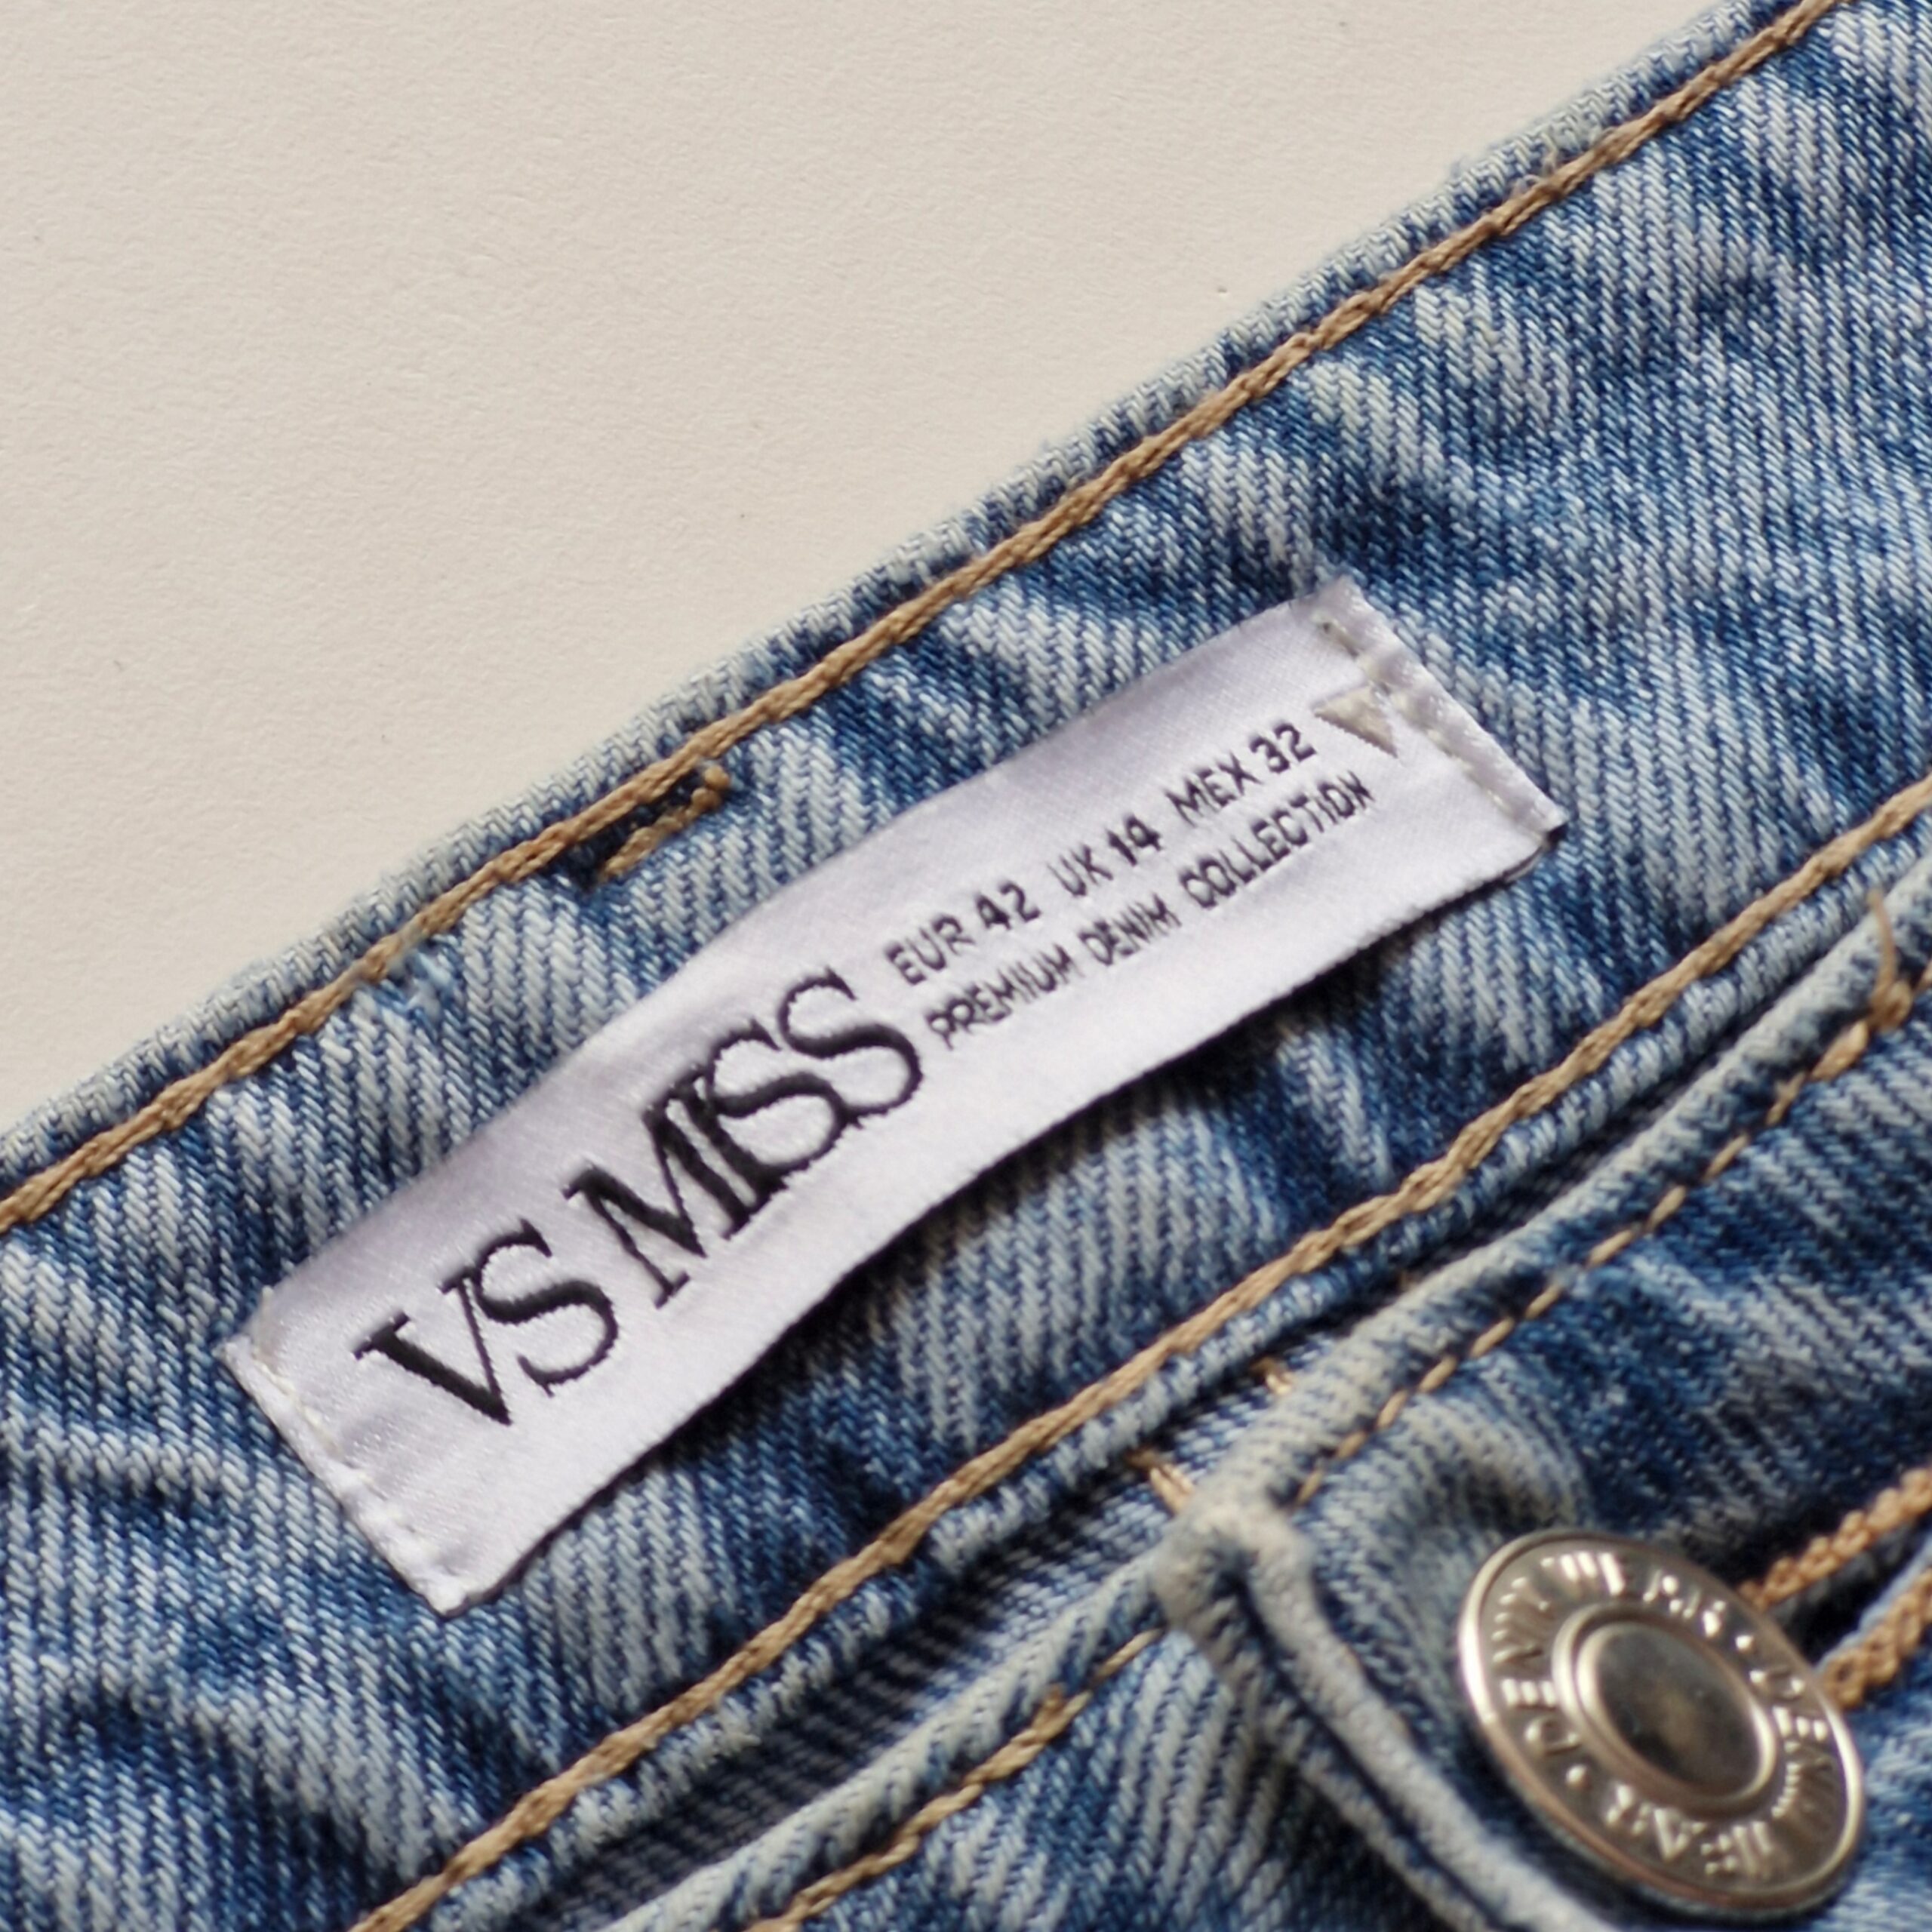 VS MISS
EUR 42 UK 14 MEX 32
PREMIUM DENIM COLLECTION